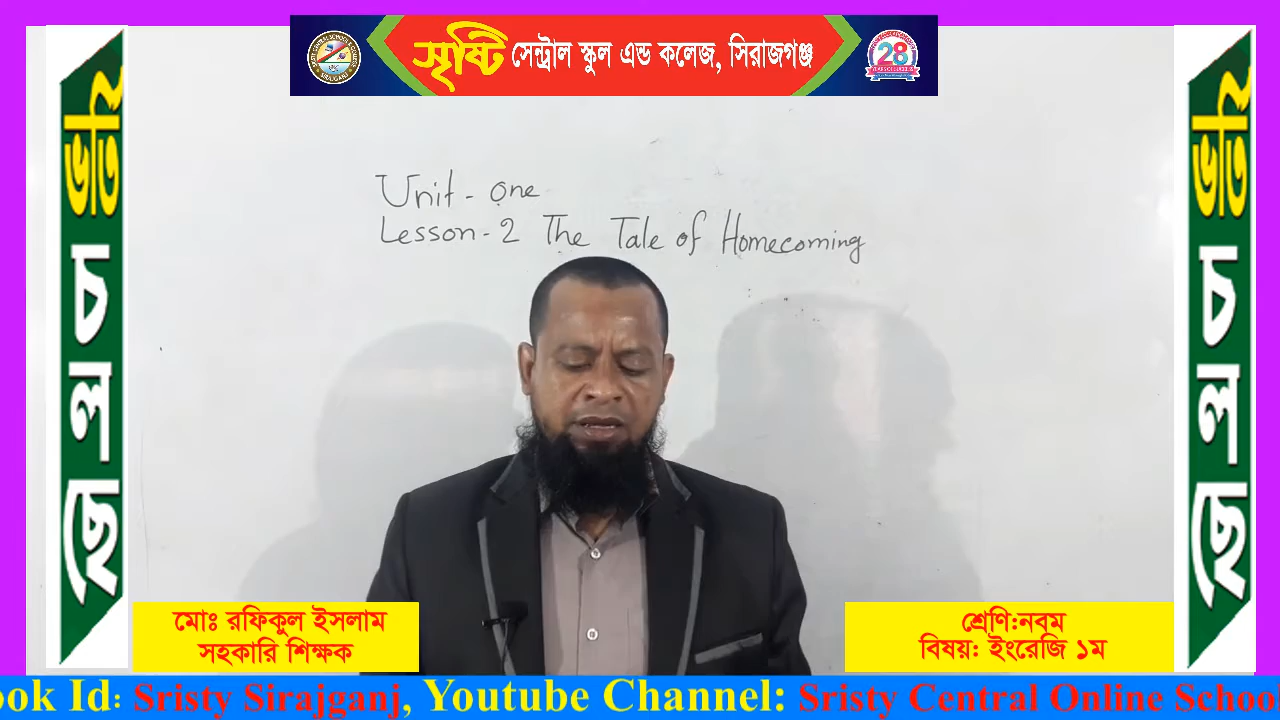 সৃষ্টি সেন্ট্রাল স্কুল এন্ড কলেজ, সিরাজগঞ্জ
28
ভর্তি চলছে
Unit - one
Lesson - 2 The Tale of Homecoming
ভর্তি চলছে
মোঃ রফিকুল ইসলাম
সহকারি শিক্ষক
শ্রেণি:নবম
বিষয়: ইংরেজি ১ম
ook Id: Sristy Sirajganj, Youtube Channel: Sristy Central Online Schoo